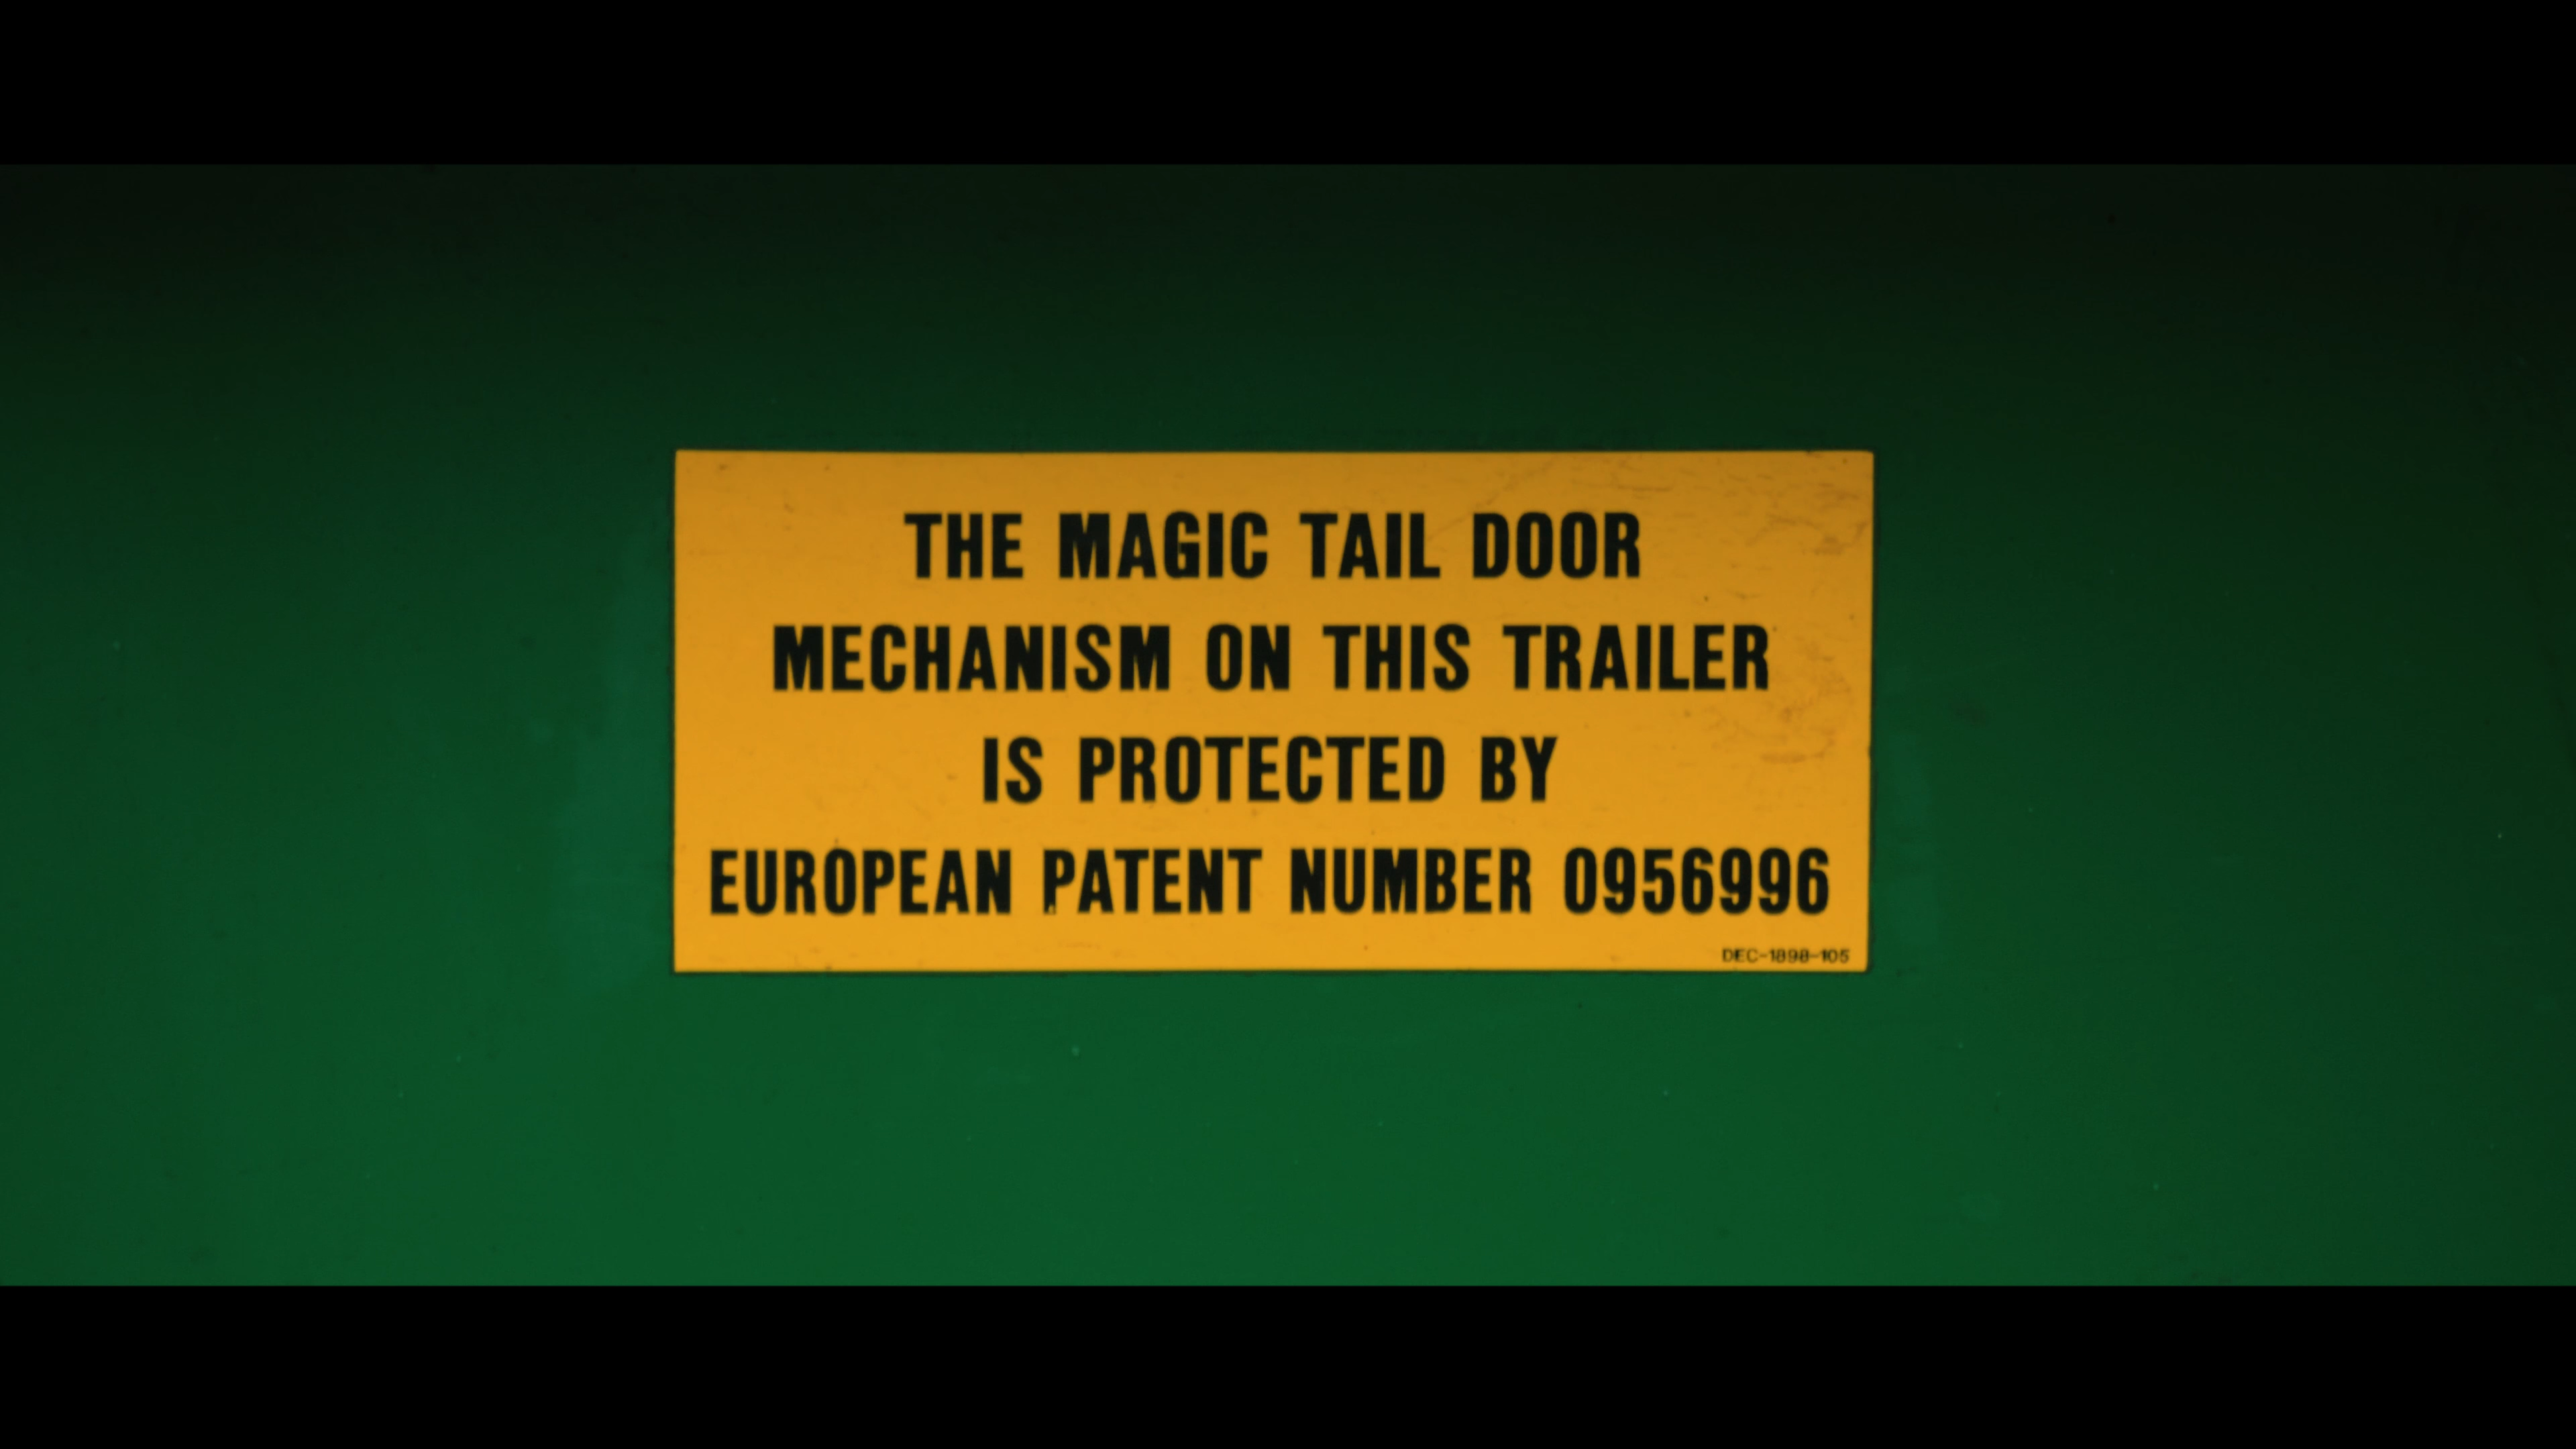 THE MAGIC TAIL DOOR
MECHANISM ON THIS TRAILER
IS PROTECTED BY
EUROPEAN PATENT NUMBER 0956996
DEC-1898-105